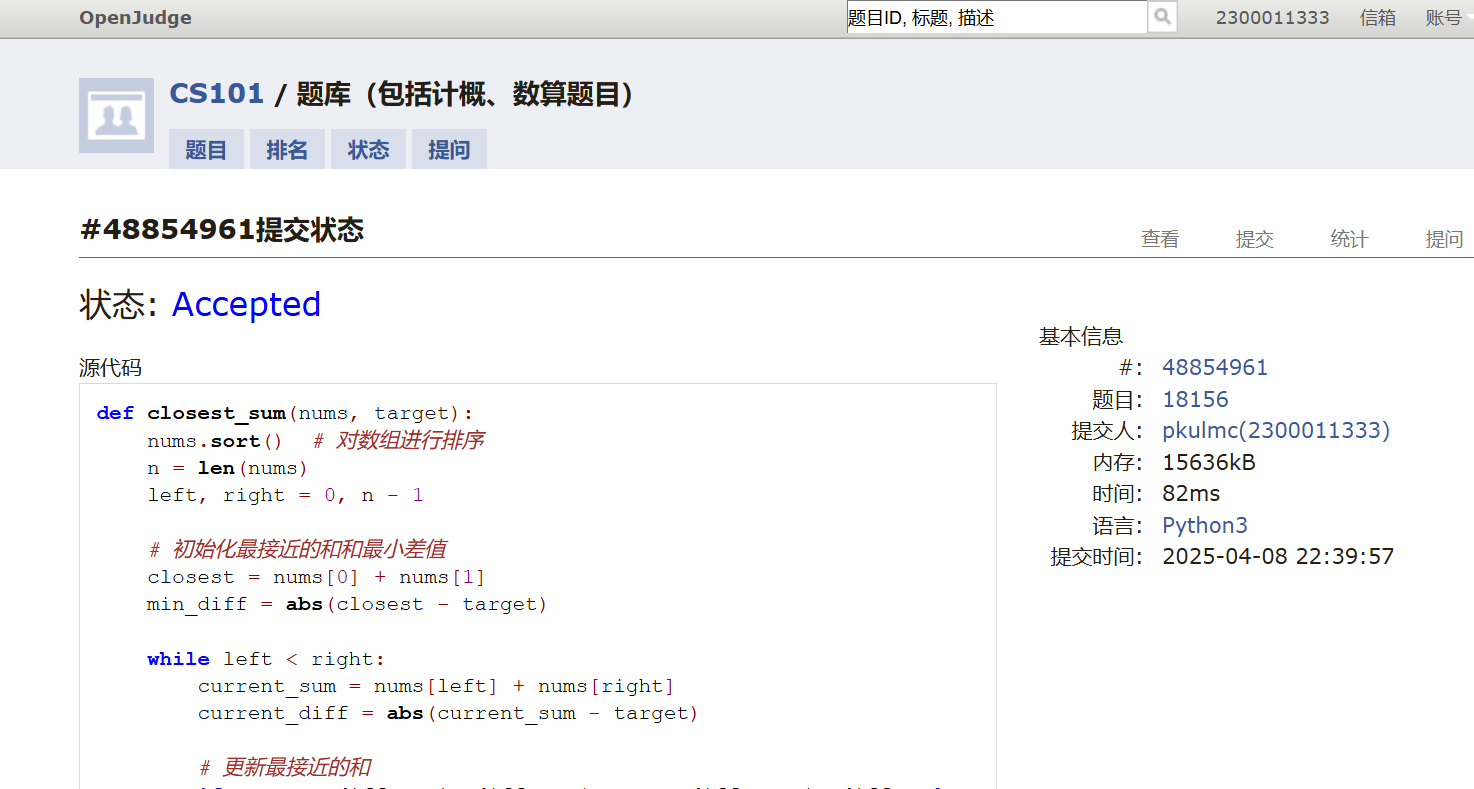 OpenJudge
题目ID, 标题, 描述
2300011333 信箱 账号
CS101 / 题库（包括计概、数算题目）
题目 排名 状态 提问
#48854961提交状态
查看 提交 统计 提问
状态: Accepted
源代码
def closest_sum(nums, target):
    nums.sort()  # 对数组进行排序
    n = len(nums)
    left, right = 0, n - 1
    # 初始化最接近的和和最小差值
    closest = nums[0] + nums[1]
    min_diff = abs(closest - target)
    while left < right:
        current_sum = nums[left] + nums[right]
        current_diff = abs(current_sum - target)
        # 更新最接近的和
基本信息
#: 48854961
题目: 18156
提交人: pkulmc(2300011333)
内存: 15636kB
时间: 82ms
语言: Python3
提交时间: 2025-04-08 22:39:57